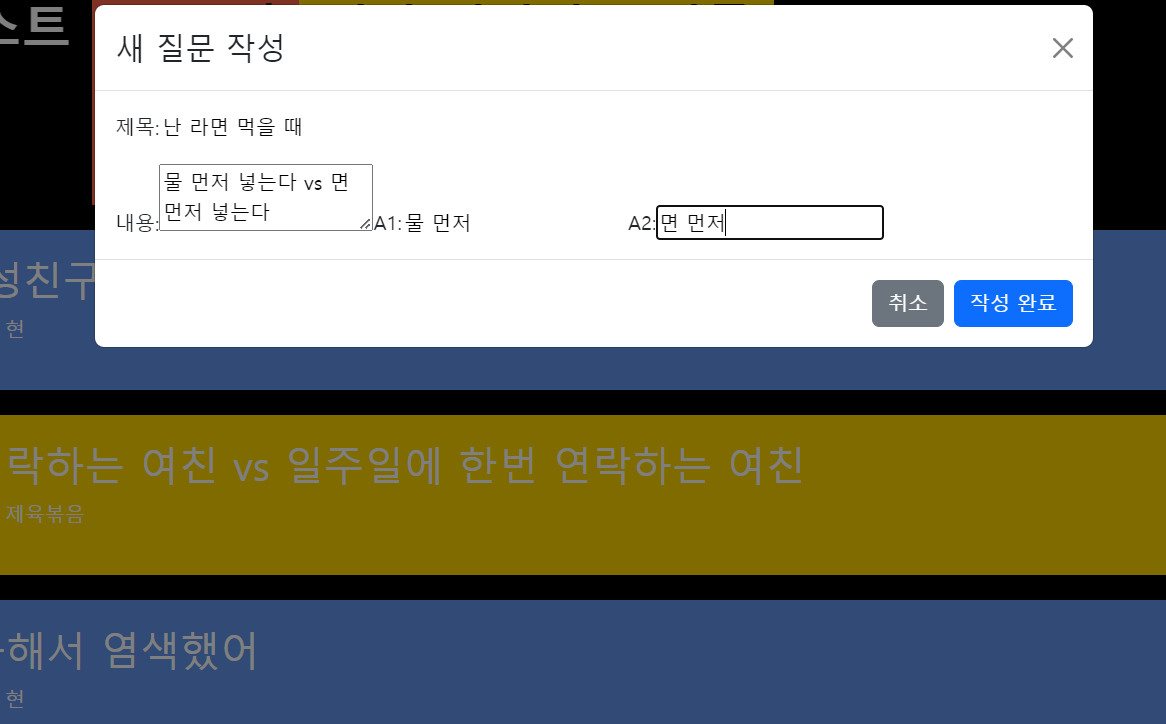 스트
새 질문 작성
제목: 난 라면 먹을 때
물 먼저 넣는다 vs 면
먼저 넣는다
내용: A1: 물 먼저 A2: 면 먼저
취소 작성 완료
성친구
현
락하는 여친 vs 일주일에 한번 연락하는 여친
제육볶음
해서 염색했어
현